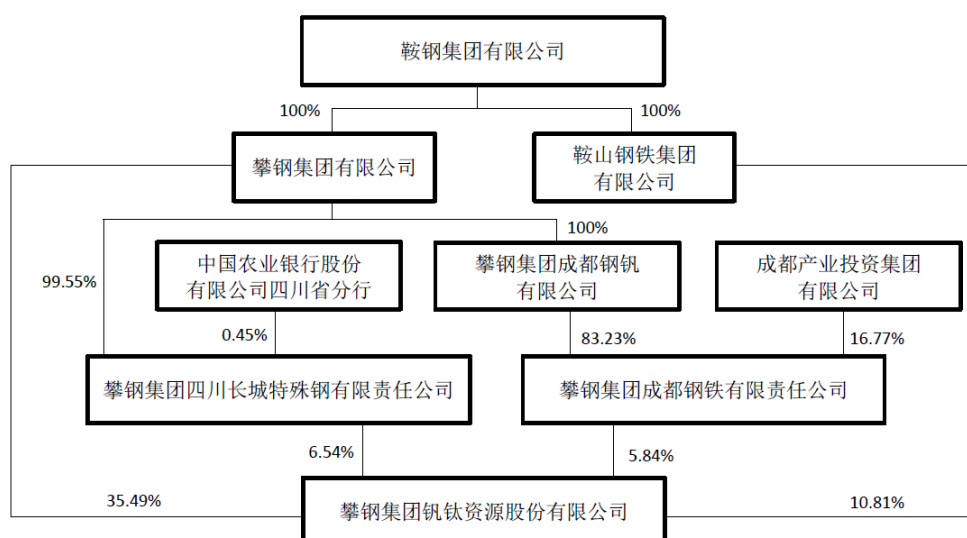 鞍钢集团有限公司
100%
100%
攀钢集团有限公司
鞍山钢铁集团
有限公司
100%
99.55%
中国农业银行股份
有限公司四川省分行
攀钢集团成都钢钒
有限公司
成都产业投资集团
有限公司
0.45%
83.23%
16.77%
攀钢集团四川长城特殊钢有限责任公司
攀钢集团成都钢铁有限责任公司
6.54%
5.84%
35.49%
攀钢集团钒钛资源股份有限公司
10.81%